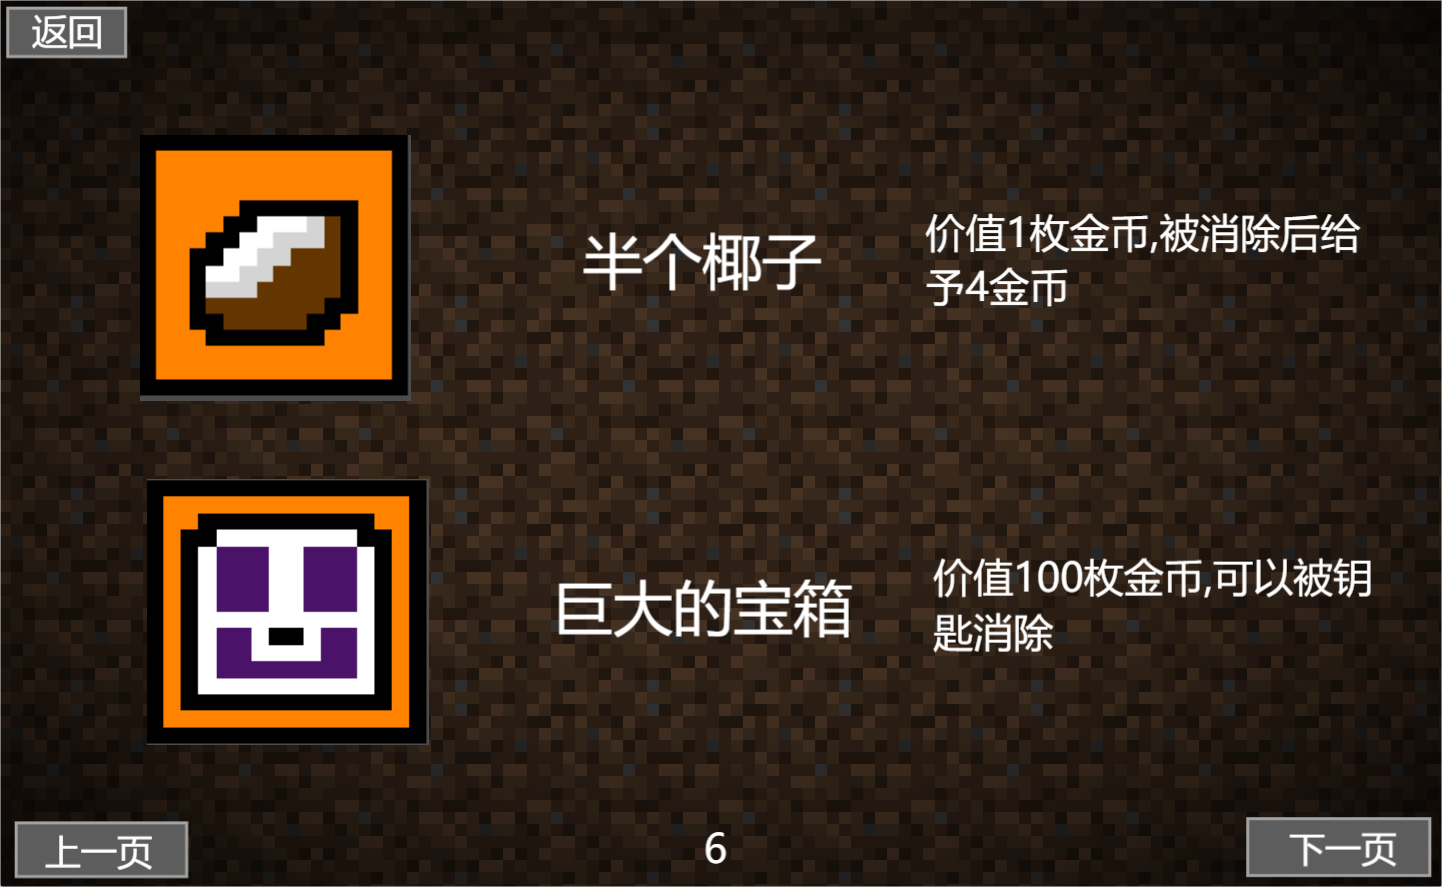 返回
半个椰子
价值1枚金币,被消除后给
予4金币
巨大的宝箱
价值100枚金币,可以被钥
匙消除
上一页
6
下一页